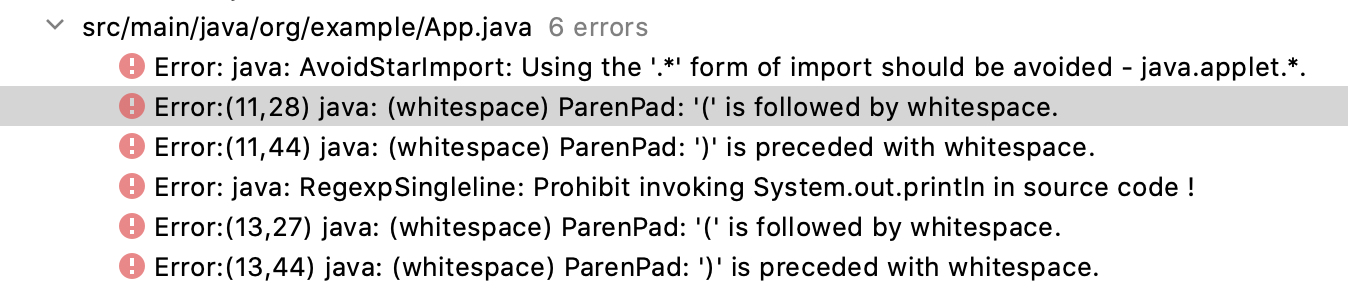 src/main/java/org/example/App.java 6 errors
Error: java: AvoidStarImport: Using the '.*' form of import should be avoided - java.applet.*.
Error:(11,28) java: (whitespace) ParenPad: '(' is followed by whitespace.
Error:(11,44) java: (whitespace) ParenPad: ')' is preceded with whitespace.
Error: java: RegexpSingleline: Prohibit invoking System.out.println in source code !
Error:(13,27) java: (whitespace) ParenPad: '(' is followed by whitespace.
Error:(13,44) java: (whitespace) ParenPad: ')' is preceded with whitespace.